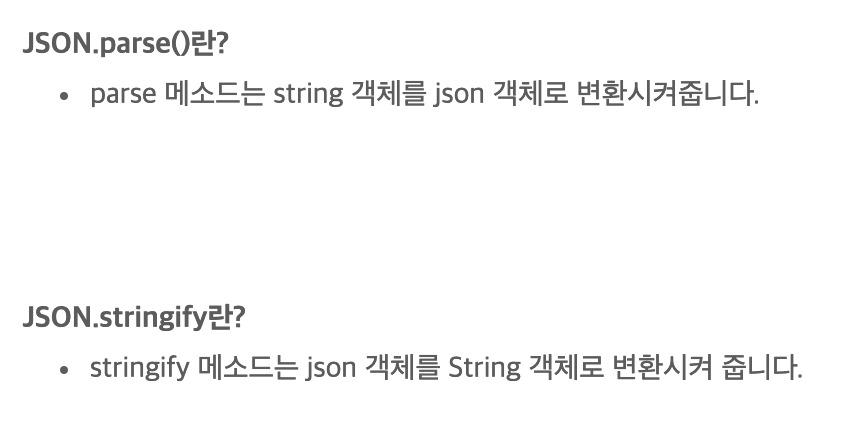 JSON.parse()란?
• parse 메소드는 string 객체를 json 객체로 변환시켜줍니다.
JSON.stringify란?
• stringify 메소드는 json 객체를 String 객체로 변환시켜 줍니다.